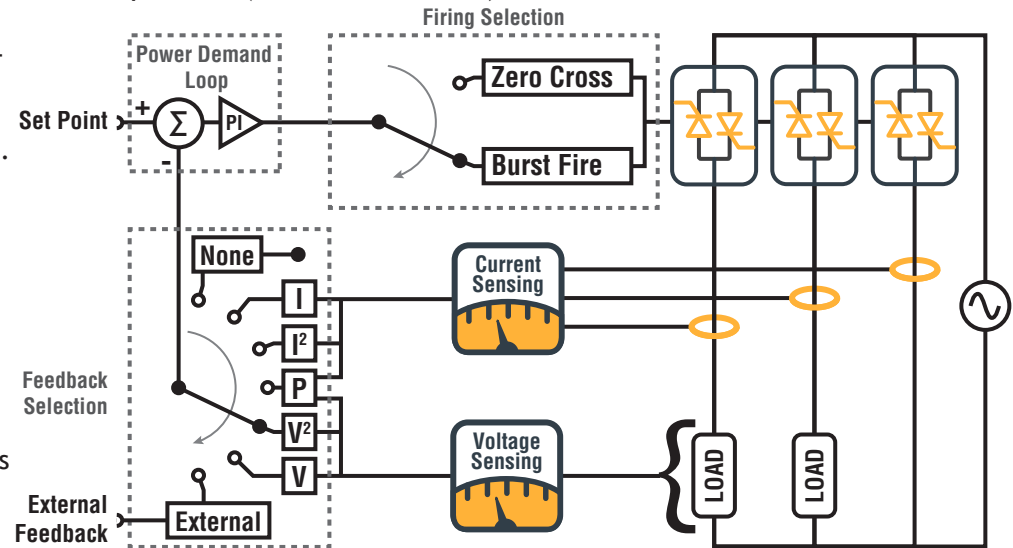 Firing Selection
Power Demand
Loop
Zero Cross
+
Set Point
Σ
PI
.
-
Burst Fire
None
Current
Sensing
I
I²
Feedback
Selection
P
V²
Voltage
Sensing
V
s
LOAD
LOAD
External
Feedback
External